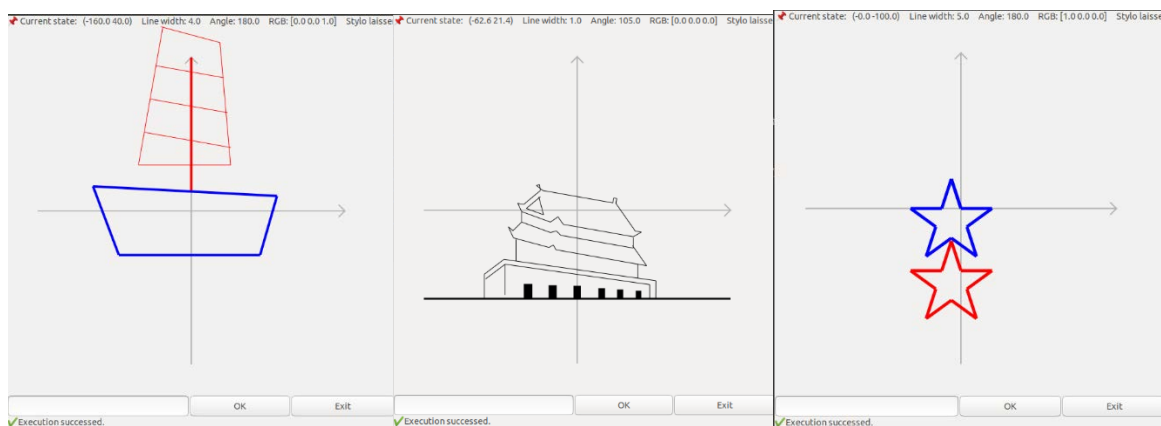 Current state: (-160.0 40.0) Line width: 4.0 Angle: 180.0 RGB: [0.0 0.0 1.0] Stylo laisse
OK Exit
Execution successed.
Current state: (-62.6 21.4) Line width: 1.0 Angle: 105.0 RGB: [0.0 0.0 0.0] Stylo laisse
OK Exit
Execution successed.
Current state: (-0.0 -100.0) Line width: 5.0 Angle: 180.0 RGB: [1.0 0.0 0.0] Stylo laisse
OK Exit
Execution successed.